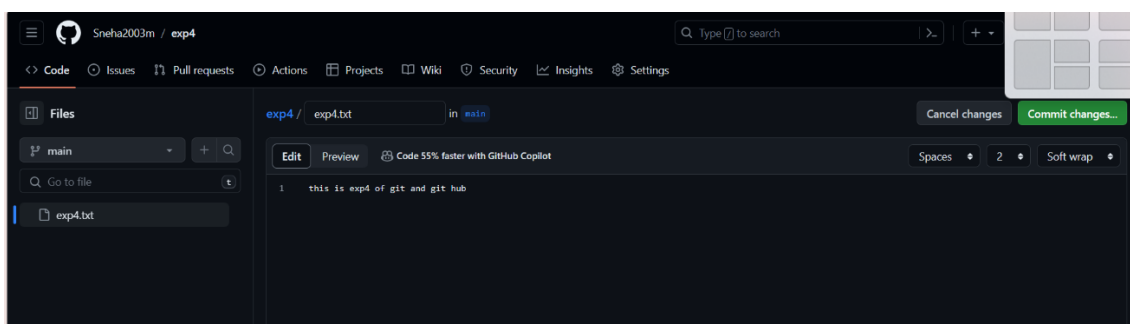 Sneha2003m / exp4
Type / to search
Code Issues Pull requests Actions Projects Wiki Security Insights Settings
Files
exp4 / exp4.txt in main
Cancel changes Commit changes...
main
Edit Preview Code 55% faster with GitHub Copilot
Spaces 2 Soft wrap
Go to file t
1 this is exp4 of git and git hub
exp4.txt